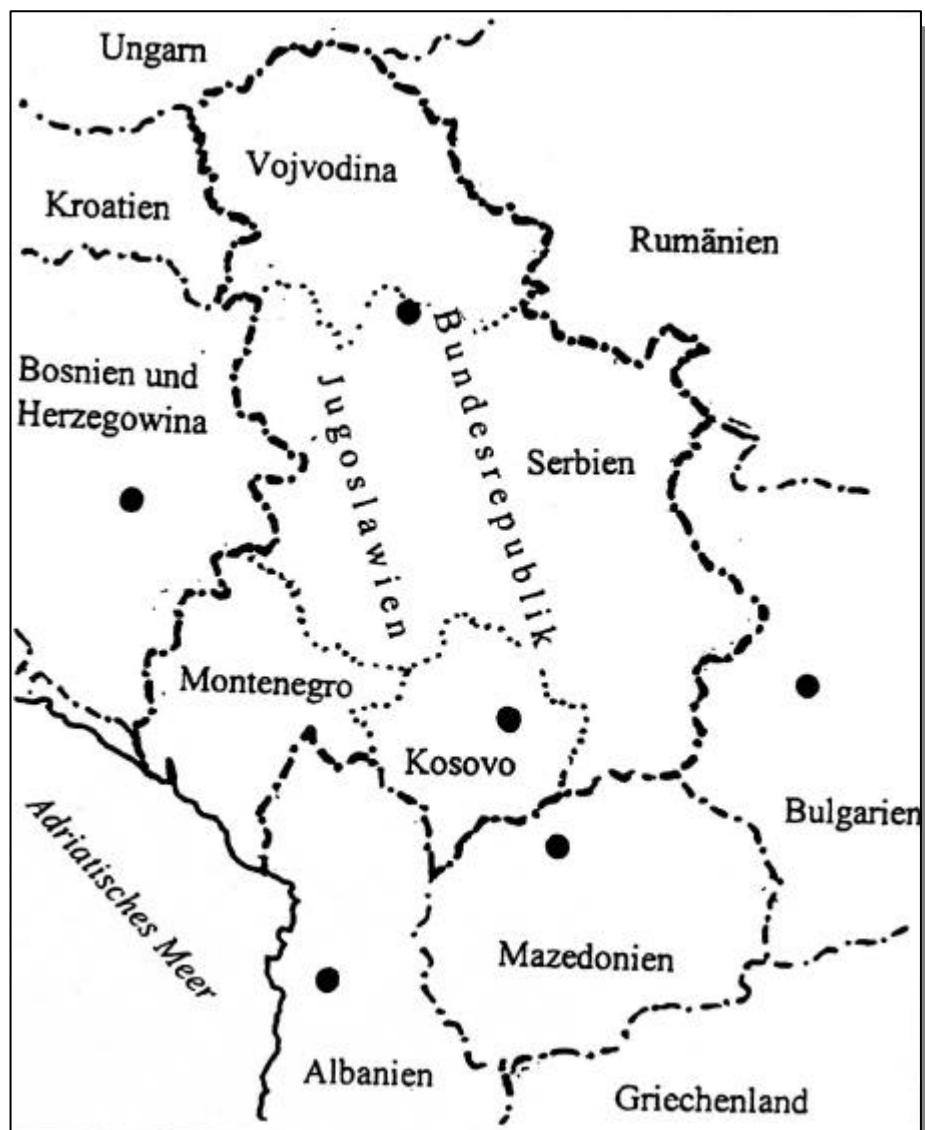 Ungarn
Vojvodina
Kroatien
Rumänien
Bosnien und
Herzegowina
Jugoslawien
Bundesrepublik
Serbien
Montenegro
Kosovo
Bulgarien
Adriatisches Meer
Mazedonien
Albanien
Griechenland